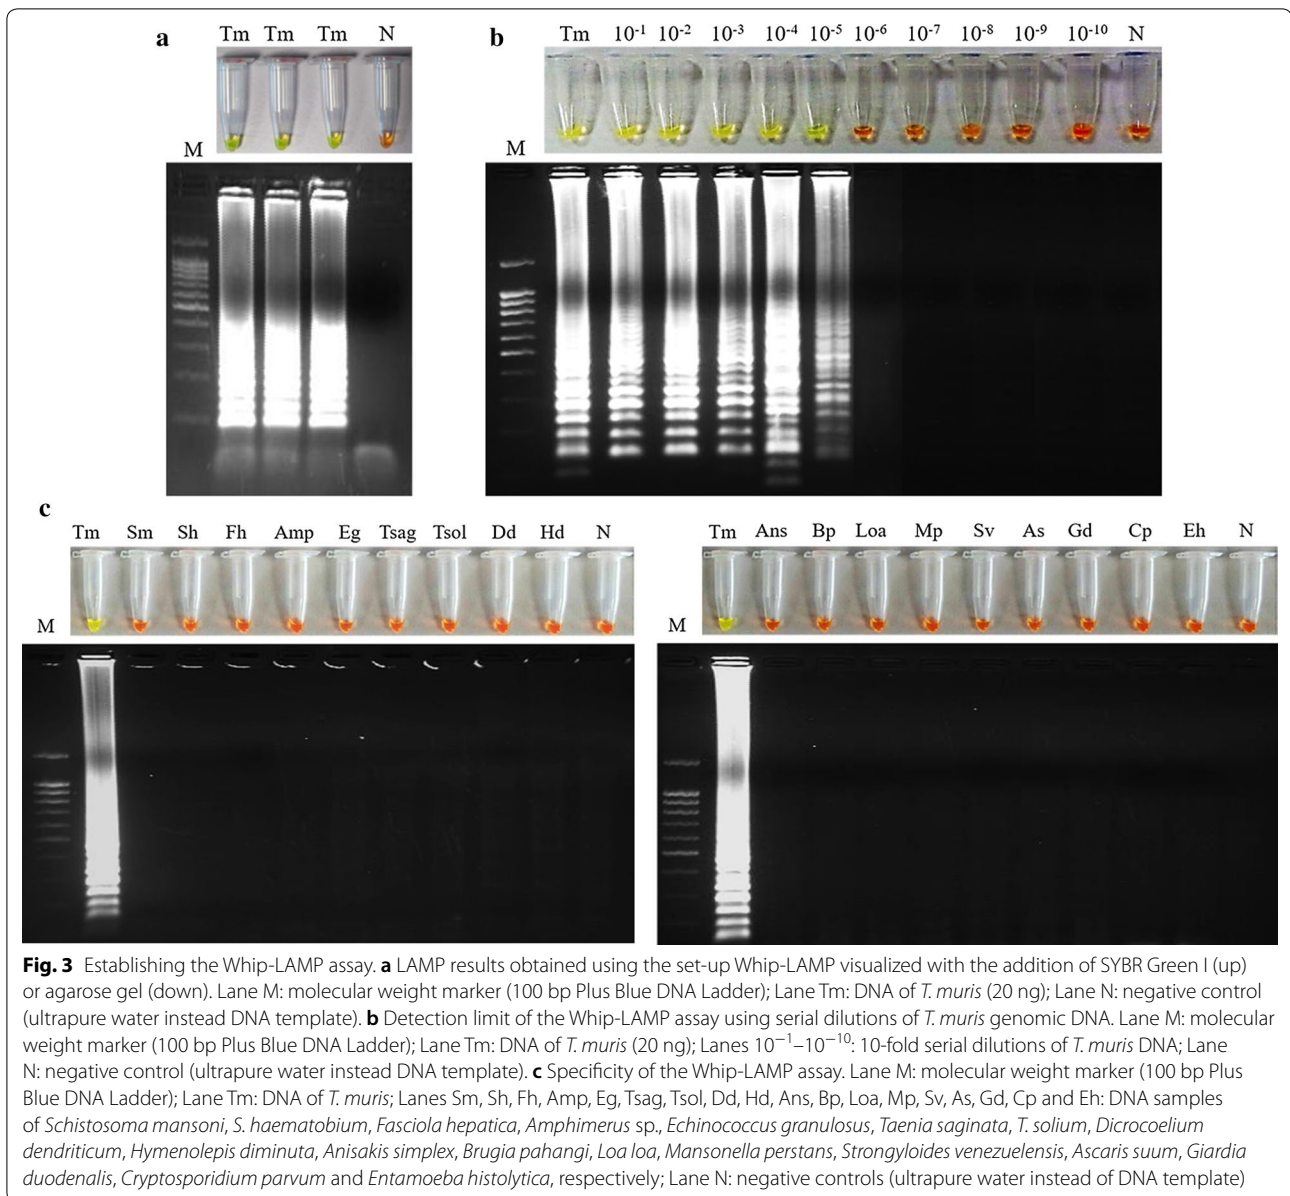 a
Tm Tm Tm N
M
b
Tm 10⁻¹ 10⁻² 10⁻³ 10⁻⁴ 10⁻⁵ 10⁻⁶ 10⁻⁷ 10⁻⁸ 10⁻⁹ 10⁻¹⁰ N
M
c
Tm Sm Sh Fh Amp Eg Tsag Tsol Dd Hd N
M
Tm Ans Bp Loa Mp Sv As Gd Cp Eh N
M
Fig. 3 Establishing the Whip-LAMP assay. a LAMP results obtained using the set-up Whip-LAMP visualized with the addition of SYBR Green I (up)
or agarose gel (down). Lane M: molecular weight marker (100 bp Plus Blue DNA Ladder); Lane Tm: DNA of T. muris (20 ng); Lane N: negative control
(ultrapure water instead DNA template). b Detection limit of the Whip-LAMP assay using serial dilutions of T. muris genomic DNA. Lane M: molecular
weight marker (100 bp Plus Blue DNA Ladder); Lane Tm: DNA of T. muris (20 ng); Lanes 10⁻¹–10⁻¹⁰: 10-fold serial dilutions of T. muris DNA; Lane
N: negative control (ultrapure water instead DNA template). c Specificity of the Whip-LAMP assay. Lane M: molecular weight marker (100 bp Plus
Blue DNA Ladder); Lane Tm: DNA of T. muris; Lanes Sm, Sh, Fh, Amp, Eg, Tsag, Tsol, Dd, Hd, Ans, Bp, Loa, Mp, Sv, As, Gd, Cp and Eh: DNA samples
of Schistosoma mansoni, S. haematobium, Fasciola hepatica, Amphimerus sp., Echinococcus granulosus, Taenia saginata, T. solium, Dicrocoelium
dendriticum, Hymenolepis diminuta, Anisakis simplex, Brugia pahangi, Loa loa, Mansonella perstans, Strongyloides venezuelensis, Ascaris suum, Giardia
duodenalis, Cryptosporidium parvum and Entamoeba histolytica, respectively; Lane N: negative controls (ultrapure water instead of DNA template)